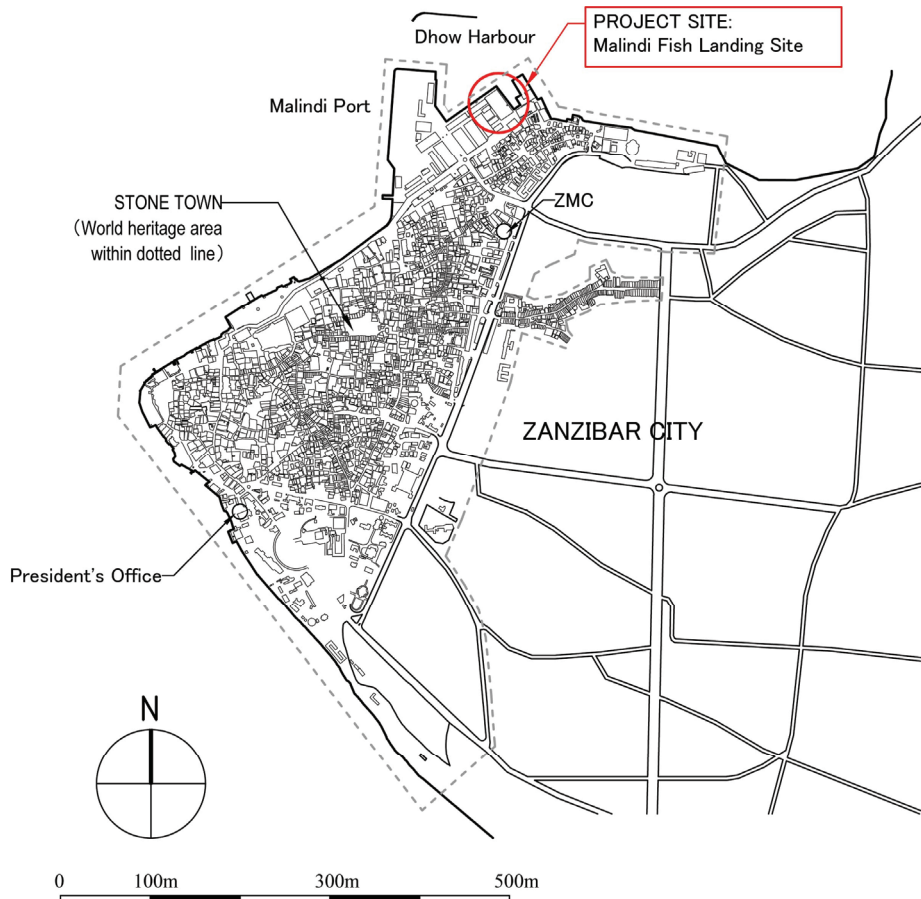 PROJECT SITE:
Malindi Fish Landing Site
Dhow Harbour
Malindi Port
STONE TOWN
(World heritage area
within dotted line)
ZMC
ZANZIBAR CITY
President's Office
N
0 100m 300m 500m